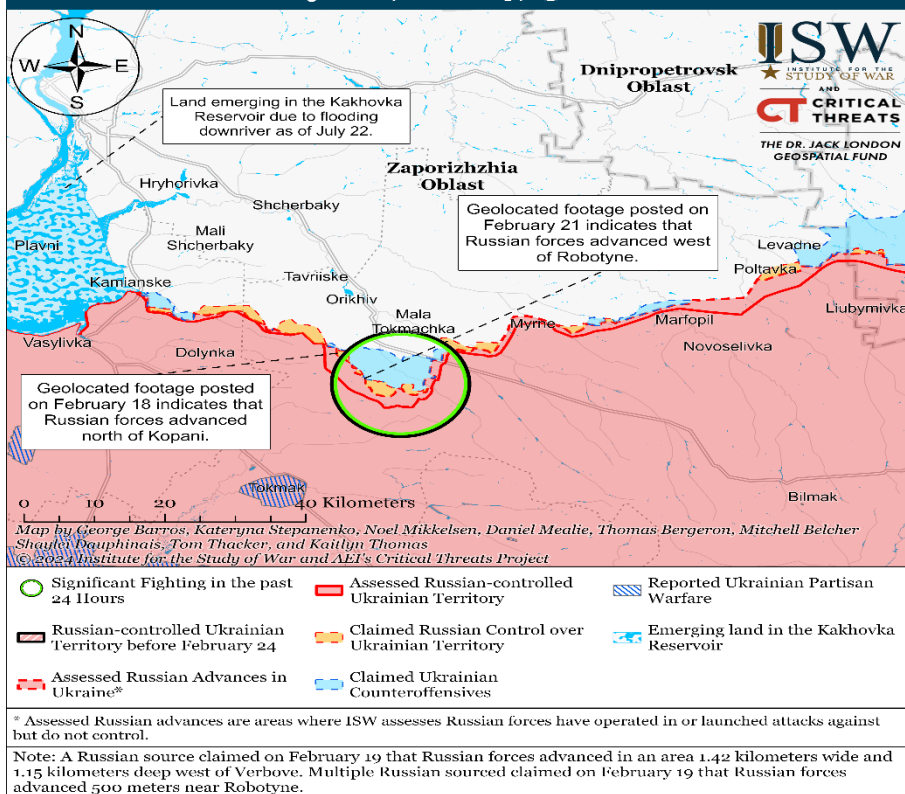 N
W
E
S
ISW
INSTITUTE FOR THE
STUDY OF WAR
AND
CT CRITICAL
THREATS
THE DR. JACK LONDON
GEOSPATIAL FUND
Dnipropetrovsk
Oblast
Land emerging in the Kakhovka
Reservoir due to flooding
downriver as of July 22.
Zaporizhzhia
Oblast
Hryhorivka
Shcherbaky
Geolocated footage posted on
February 21 indicates that
Russian forces advanced west
of Robotyne.
Mali
Shcherbaky
Plavni
Levadne
Poltavka
Tavriiske
Kamianske
Orikhiv
Mala
Tokmachka
Myrne
Marfopil
Liubymivka
Vasylivka
Dolynka
Novoselivka
Geolocated footage posted
on February 18 indicates that
Russian forces advanced
north of Kopani.
Tokmak
Bilmak
0 10 20 40 Kilometers
Map by George Barros, Kateryna Stepanenko, Noel Mikkelsen, Daniel Mealie, Thomas Bergeron, Mitchell Belcher
Shaylei Dauphinais, Tom Thacker, and Kaitlyn Thomas
© 2024 Institute for the Study of War and AEI's Critical Threats Project
Significant Fighting in the past
24 Hours
Assessed Russian-controlled
Ukrainian Territory
Reported Ukrainian Partisan
Warfare
Russian-controlled Ukrainian
Territory before February 24
Claimed Russian Control over
Ukrainian Territory
Emerging land in the Kakhovka
Reservoir
Assessed Russian Advances in
Ukraine*
Claimed Ukrainian
Counteroffensives
* Assessed Russian advances are areas where ISW assesses Russian forces have operated in or launched attacks against
but do not control.
Note: A Russian source claimed on February 19 that Russian forces advanced in an area 1.42 kilometers wide and
1.15 kilometers deep west of Verbove. Multiple Russian sourced claimed on February 19 that Russian forces
advanced 500 meters near Robotyne.